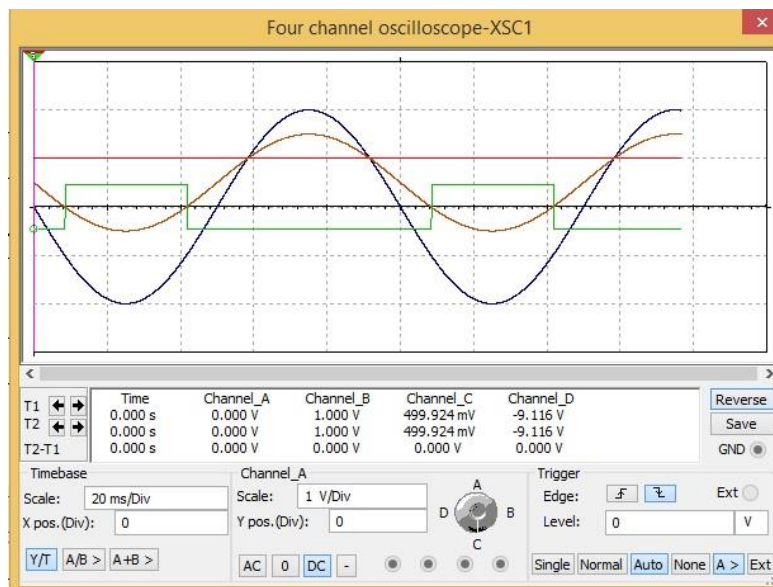 Four channel oscilloscope-XSC1
Time Channel_A Channel_B Channel_C Channel_D
T1 0.000 s 0.000 V 1.000 V 499.924 mV -9.116 V
T2 0.000 s 0.000 V 1.000 V 499.924 mV -9.116 V
T2-T1 0.000 s 0.000 V 0.000 V 0.000 V 0.000 V
Reverse
Save
GND
Timebase
Scale: 20 ms/Div
X pos.(Div): 0
Y/T A/B > A+B >
Channel_A
Scale: 1 V/Div
Y pos.(Div): 0
AC 0 DC -
A
D B
C
Trigger
Edge: Ext
Level: 0 V
Single Normal Auto None A > Ext